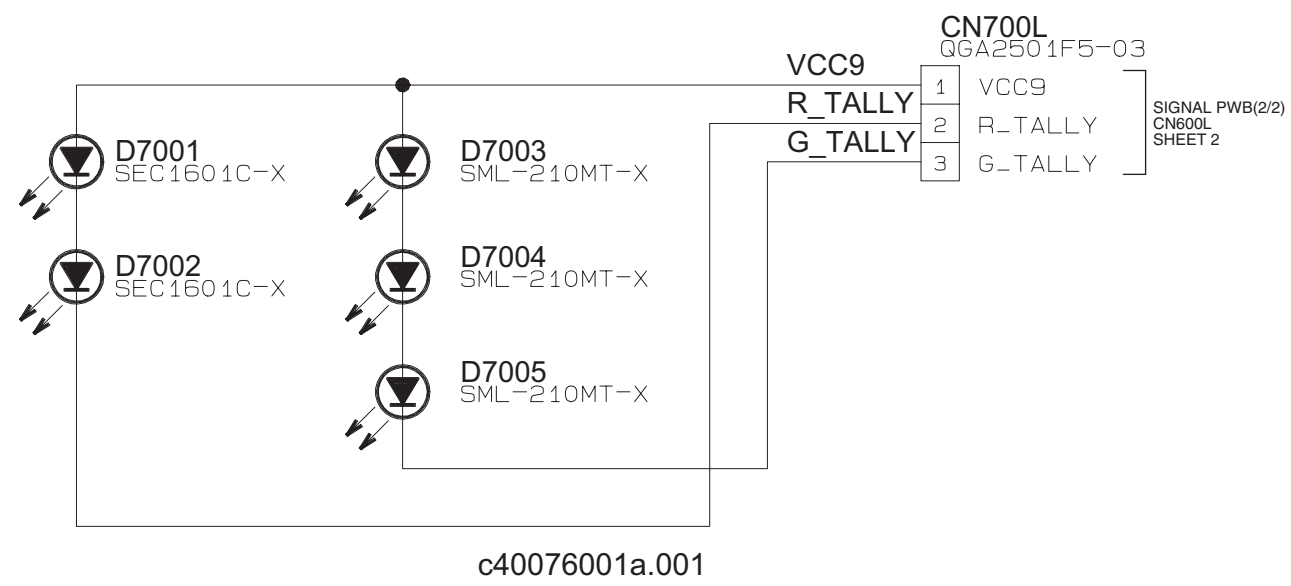 CN700L
QGA2501F5-03
VCC9
1 VCC9
R_TALLY
2 R_TALLY
G_TALLY
3 G_TALLY
SIGNAL PWB(2/2)
CN600L
SHEET 2
D7001
SEC1601C-X
D7003
SML-210MT-X
D7002
SEC1601C-X
D7004
SML-210MT-X
D7005
SML-210MT-X
c40076001a.001